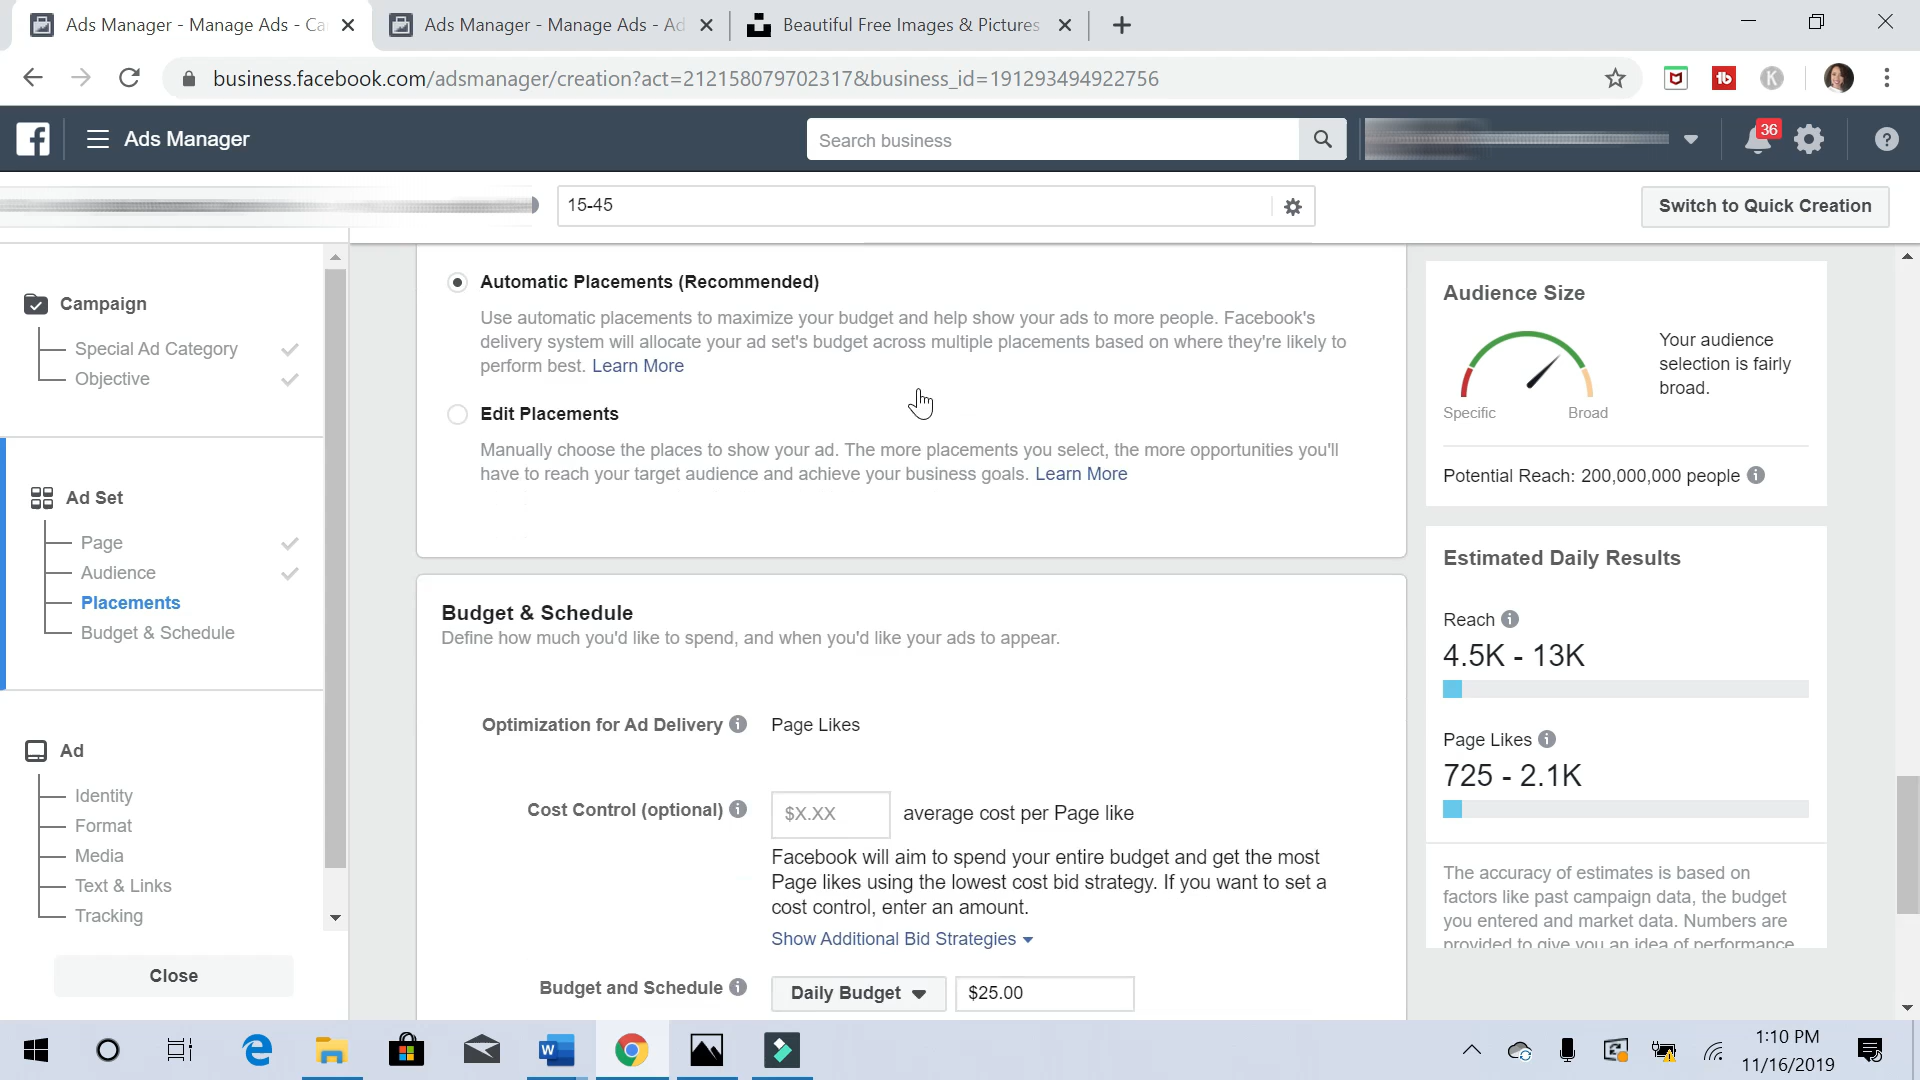 Ads Manager - Manage Ads - Ca
Ads Manager - Manage Ads - Ad
Beautiful Free Images & Pictures
business.facebook.com/adsmanager/creation?act=212158079702317&business_id=191293494922756
K
Ads Manager
Search business
36
15-45
Switch to Quick Creation
Campaign
Special Ad Category
Objective
Ad Set
Page
Audience
Placements
Budget & Schedule
Ad
Identity
Format
Media
Text & Links
Tracking
Close
Automatic Placements (Recommended)
Use automatic placements to maximize your budget and help show your ads to more people. Facebook's
delivery system will allocate your ad set's budget across multiple placements based on where they're likely to
perform best. Learn More
Edit Placements
Manually choose the places to show your ad. The more placements you select, the more opportunities you'll
have to reach your target audience and achieve your business goals. Learn More
Budget & Schedule
Define how much you'd like to spend, and when you'd like your ads to appear.
Optimization for Ad Delivery
Page Likes
Cost Control (optional)
$X.XX
average cost per Page like
Facebook will aim to spend your entire budget and get the most
Page likes using the lowest cost bid strategy. If you want to set a
cost control, enter an amount.
Show Additional Bid Strategies
Budget and Schedule
Daily Budget
$25.00
Audience Size
Your audience
selection is fairly
broad.
Specific
Broad
Potential Reach: 200,000,000 people
Estimated Daily Results
Reach
4.5K - 13K
Page Likes
725 - 2.1K
The accuracy of estimates is based on
factors like past campaign data, the budget
you entered and market data. Numbers are
provided to give you an idea of performance
1:10 PM
11/16/2019